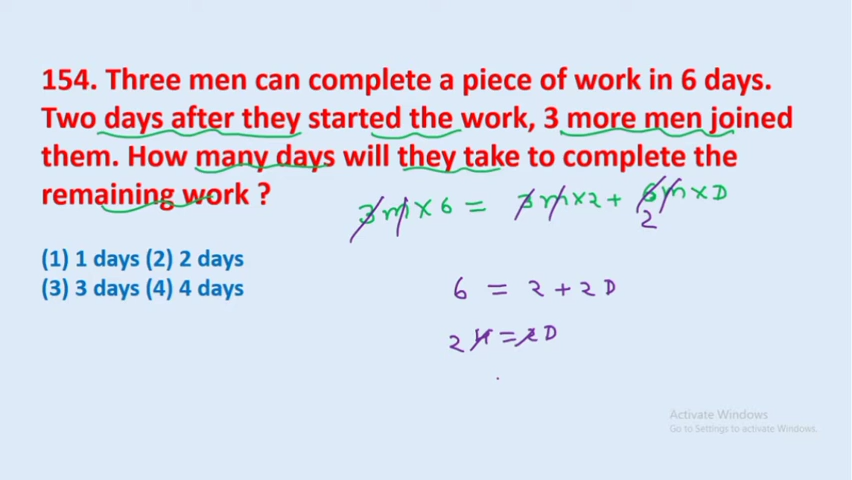 154. Three men can complete a piece of work in 6 days.
Two days after they started the work, 3 more men joined
them. How many days will they take to complete the
remaining work ?
3m × 6 = 3m × 2 + 6m × D
2
(1) 1 days (2) 2 days
(3) 3 days (4) 4 days
6 = 2 + 2D
2 4 = 2D
Activate Windows
Go to Settings to activate Windows.